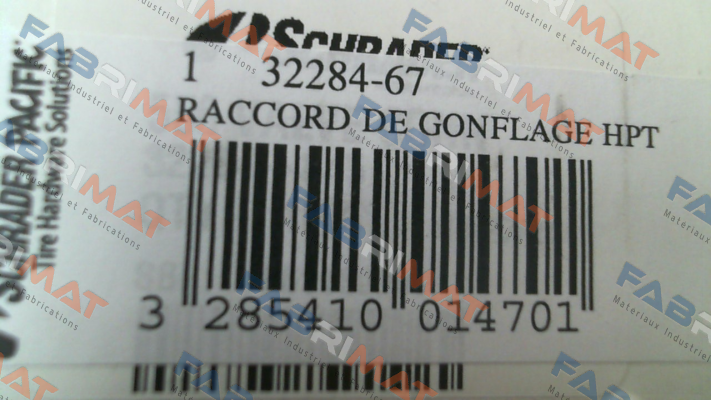 SCHRADER
1 32284-67
RACCORD DE GONFLAGE HPT
3 285410 014701
SCHRADER PACIFIC
Tire Hardware Solutions
FABRIMAT
Materiaux Industriel et Fabrications